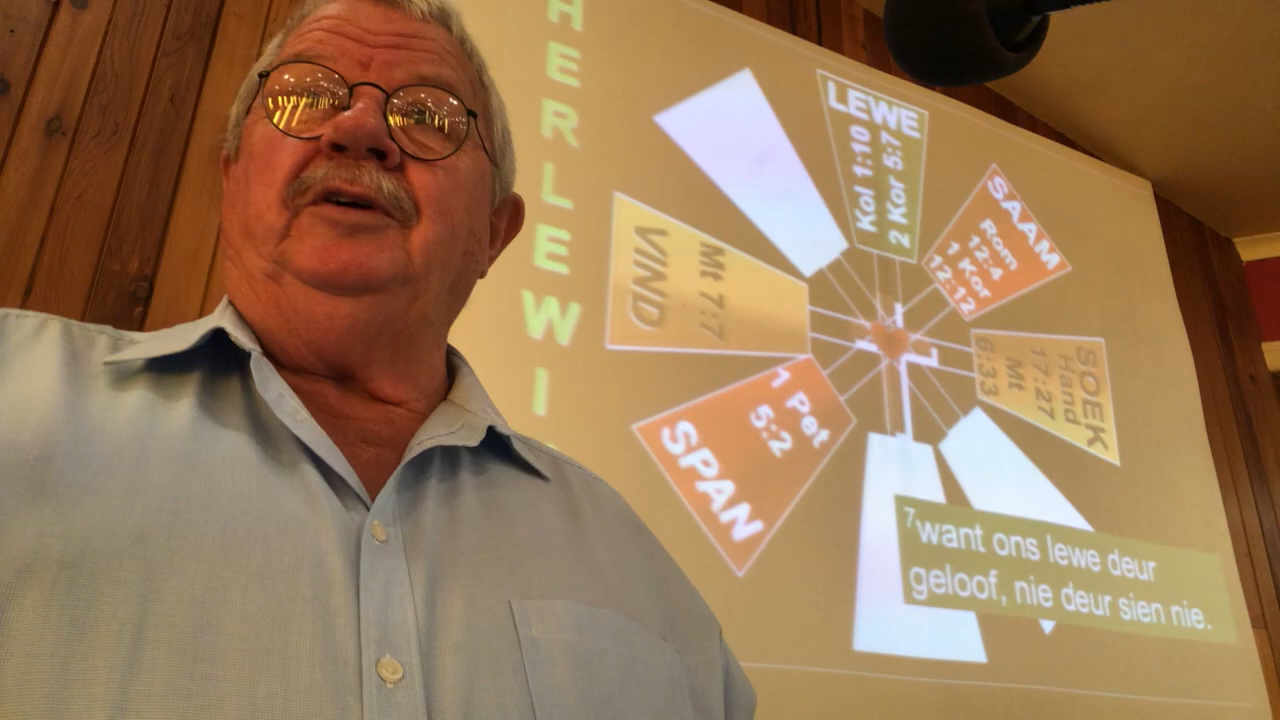 H
E
R
L
E
W
I
LEWE
Kol 1:10
2 Kor 5:7
SAAM
Rom
12:4
1 Kor
12:12
SOEK
Hand
17:27
Mt
6:33
VIND
Mt 7:7
1 Pet
5:2
SPAN
7want ons lewe deur
geloof, nie deur sien nie.